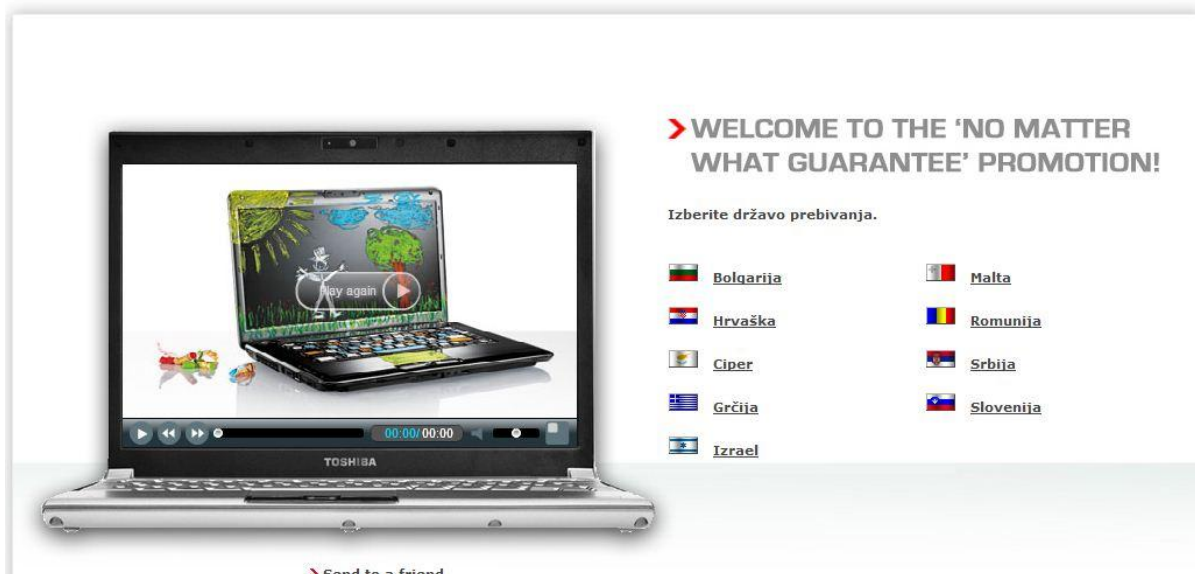 WELCOME TO THE ‘NO MATTER
WHAT GUARANTEE’ PROMOTION!
Izberite državo prebivanja.
Bolgarija
Malta
Hrvaška
Romunija
Ciper
Srbija
Grčija
Slovenija
Izrael
Play again
00:00/00:00
TOSHIBA
Send to a friend